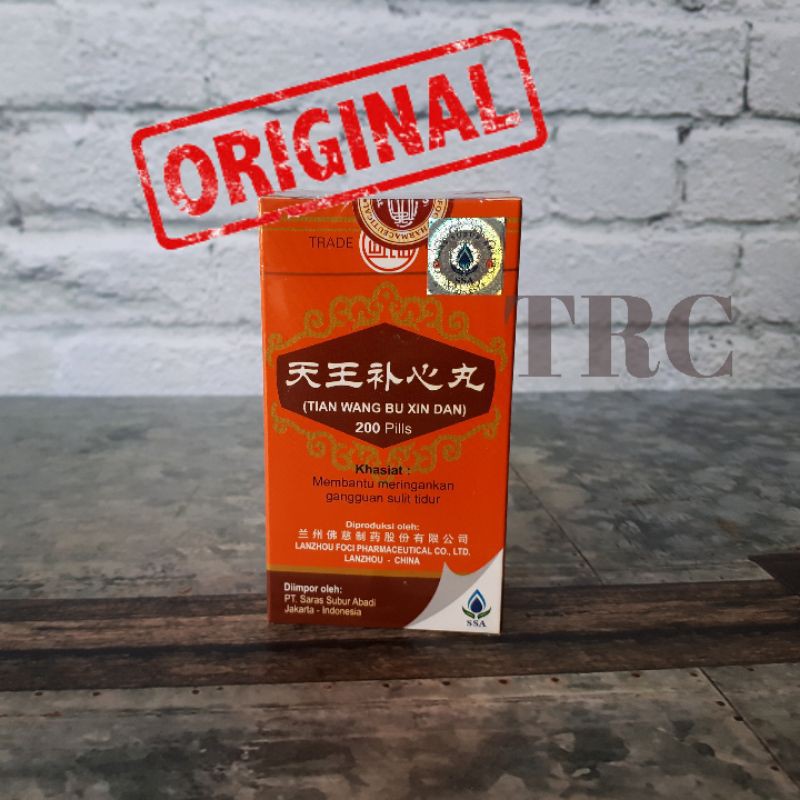 ORIGINAL
TRADE
SSA
TRC
天王补心丸
(TIAN WANG BU XIN DAN)
200 Pills
Khasiat :
Membantu meringankan
gangguan sulit tidur
Diproduksi oleh:
兰州佛慈制药股份有限公司
LANZHOU FOCI PHARMACEUTICAL CO., LTD.
LANZHOU - CHINA
Diimpor oleh:
PT. Saras Subur Abadi
Jakarta - Indonesia
SSA